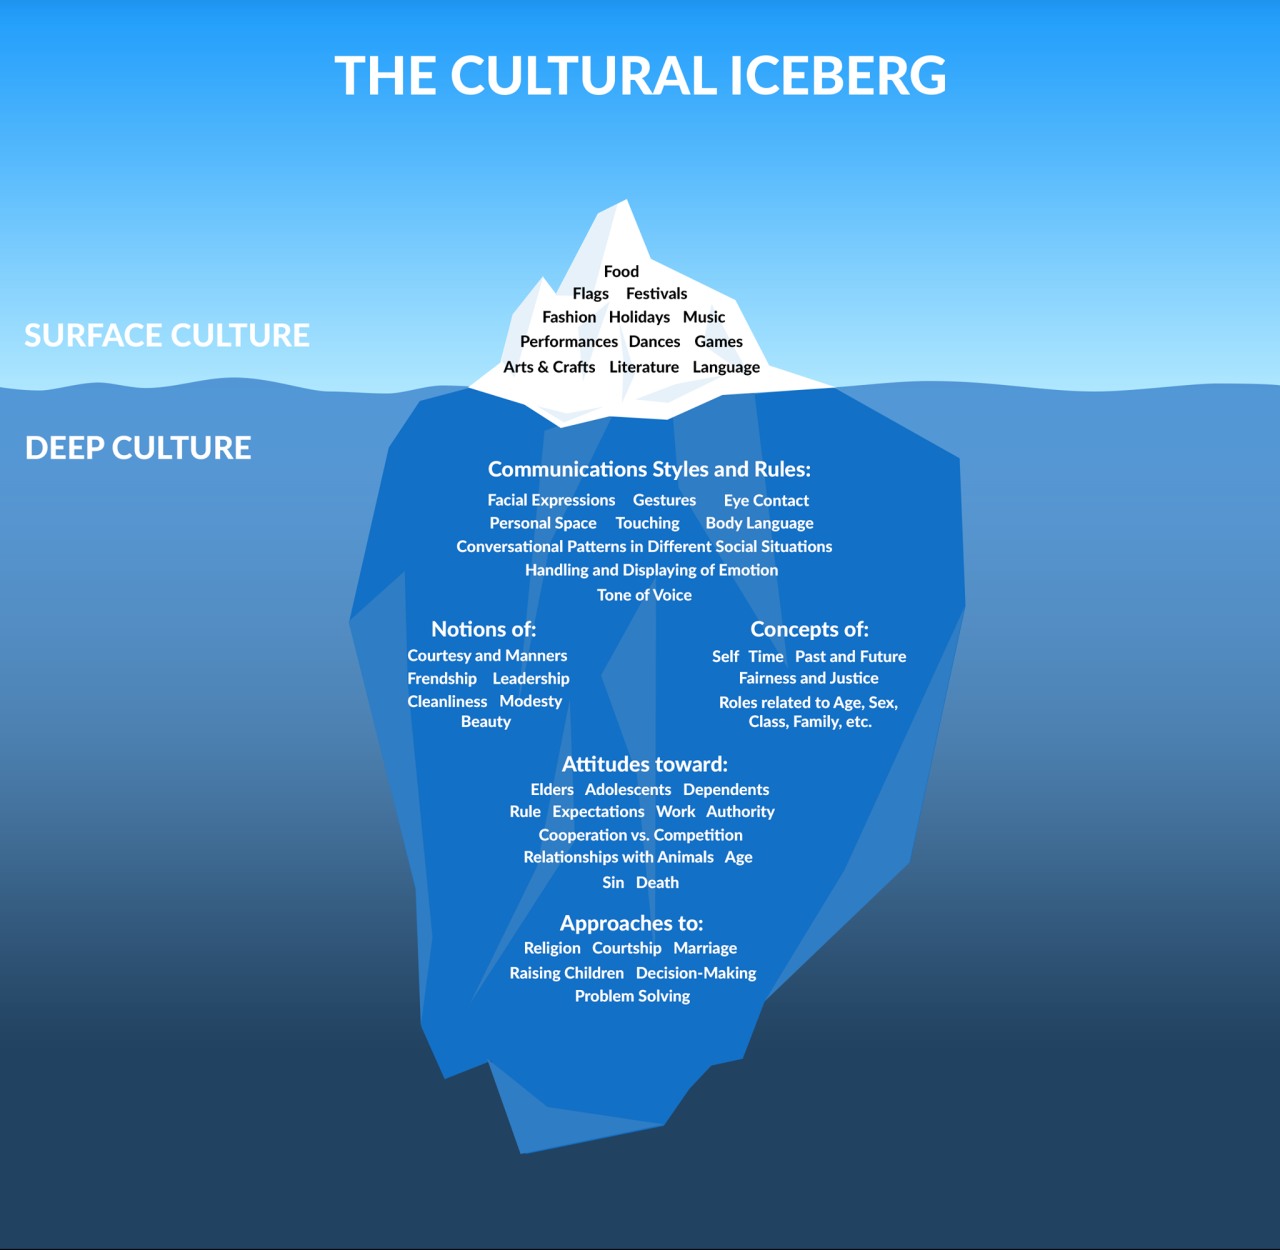 THE CULTURAL ICEBERG
SURFACE CULTURE
Food
Flags Festivals
Fashion Holidays Music
Performances Dances Games
Arts & Crafts Literature Language
DEEP CULTURE
Communications Styles and Rules:
Facial Expressions Gestures Eye Contact
Personal Space Touching Body Language
Conversational Patterns in Different Social Situations
Handling and Displaying of Emotion
Tone of Voice
Notions of:
Courtesy and Manners
Frendship Leadership
Cleanliness Modesty
Beauty
Concepts of:
Self Time Past and Future
Fairness and Justice
Roles related to Age, Sex,
Class, Family, etc.
Attitudes toward:
Elders Adolescents Dependents
Rule Expectations Work Authority
Cooperation vs. Competition
Relationships with Animals Age
Sin Death
Approaches to:
Religion Courtship Marriage
Raising Children Decision-Making
Problem Solving